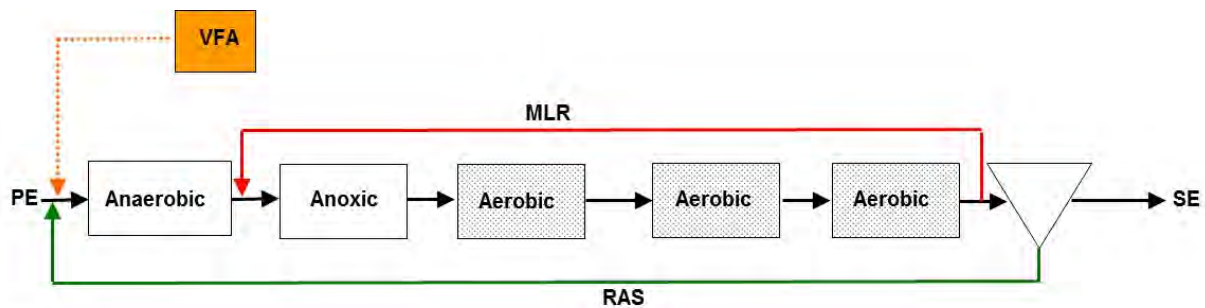 VFA
MLR
PE
Anaerobic
Anoxic
Aerobic
Aerobic
Aerobic
SE
RAS